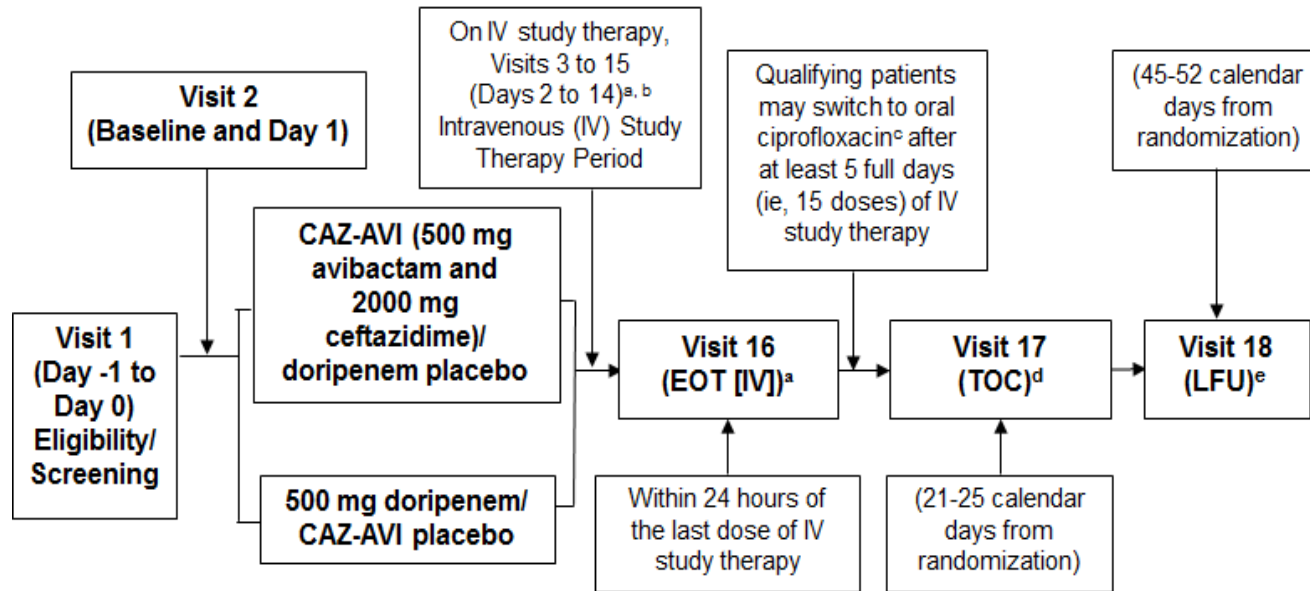 Visit 1
(Day -1 to
Day 0)
Eligibility/
Screening
Visit 2
(Baseline and Day 1)
CAZ-AVI (500 mg
avibactam and
2000 mg
ceftazidime)/
doripenem placebo
500 mg doripenem/
CAZ-AVI placebo
On IV study therapy,
Visits 3 to 15
(Days 2 to 14)ᵃ, ᵇ
Intravenous (IV) Study
Therapy Period
Visit 16
(EOT [IV])ᵃ
Within 24 hours of
the last dose of IV
study therapy
Qualifying patients
may switch to oral
ciprofloxacinᶜ after
at least 5 full days
(ie, 15 doses) of IV
study therapy
Visit 17
(TOC)ᵈ
(21-25 calendar
days from
randomization)
(45-52 calendar
days from
randomization)
Visit 18
(LFU)ᵉ